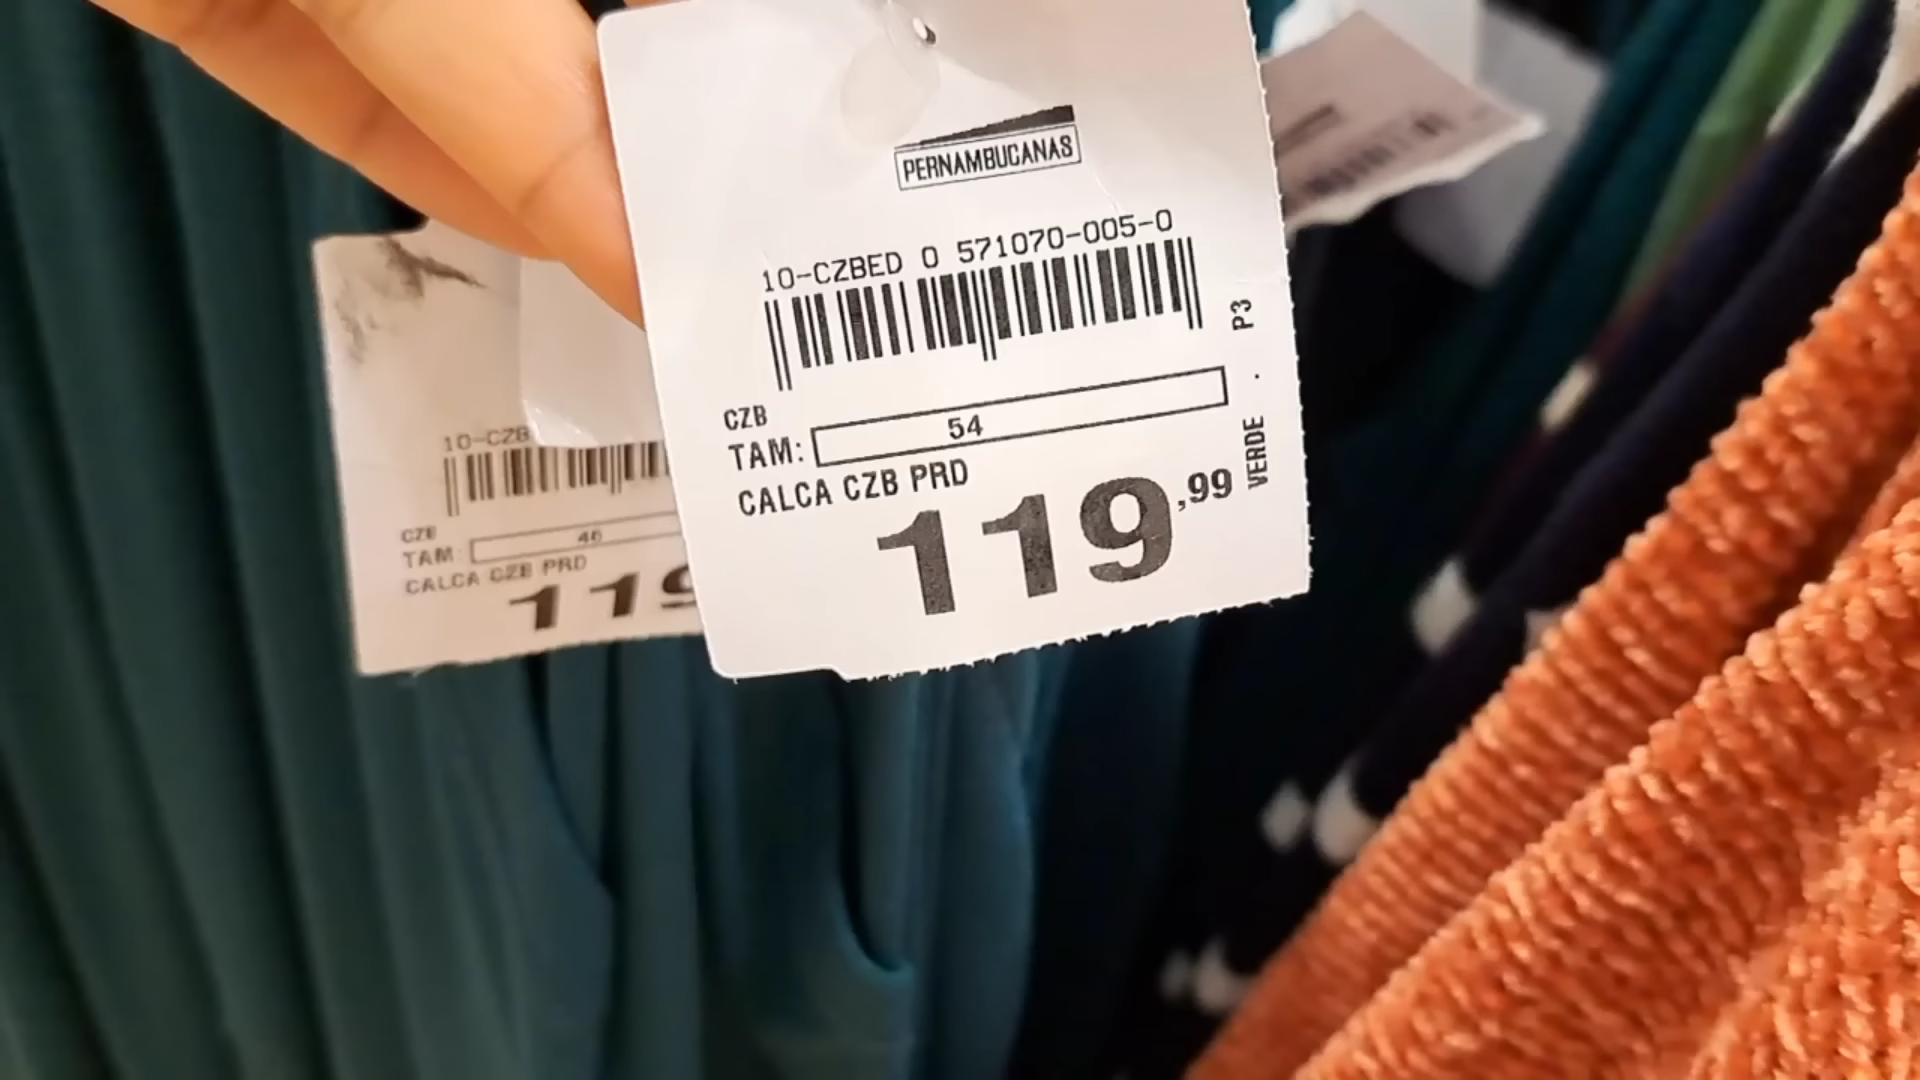 PERNAMBUCANAS
10-CZBED 0 571070-005-0
P3
.
VERDE
CZB
TAM: 54
CALCA CZB PRD
119,99
10-CZB
CZB
TAM: 46
CALCA CZB PRD
119